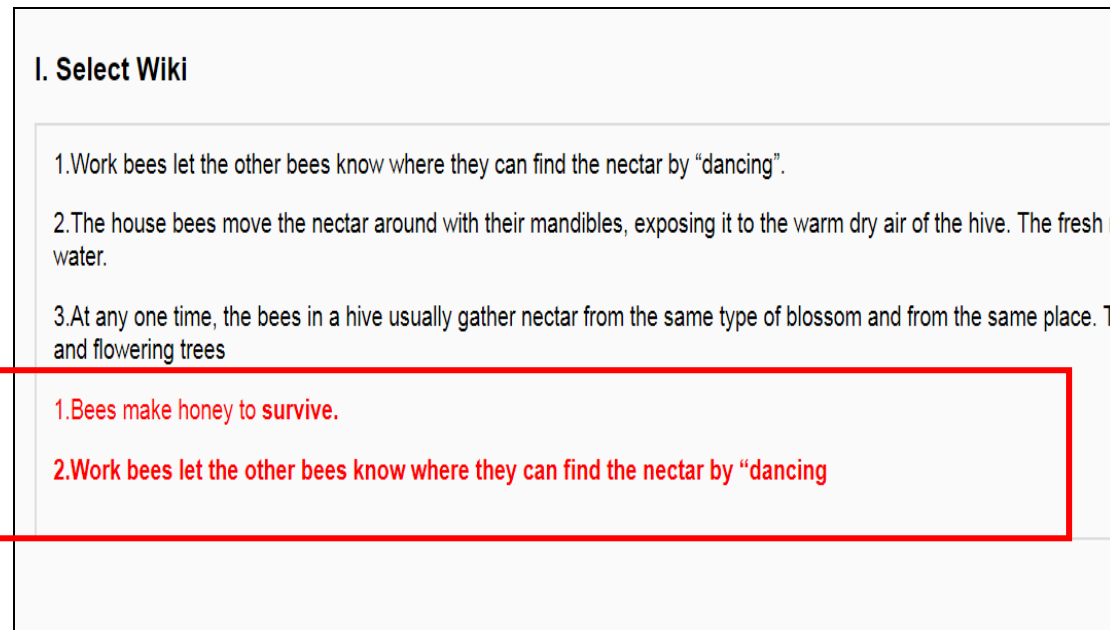 I. Select Wiki
1.Work bees let the other bees know where they can find the nectar by “dancing”.
2.The house bees move the nectar around with their mandibles, exposing it to the warm dry air of the hive. The fresh
water.
3.At any one time, the bees in a hive usually gather nectar from the same type of blossom and from the same place.
and flowering trees
1.Bees make honey to survive.
2.Work bees let the other bees know where they can find the nectar by “dancing